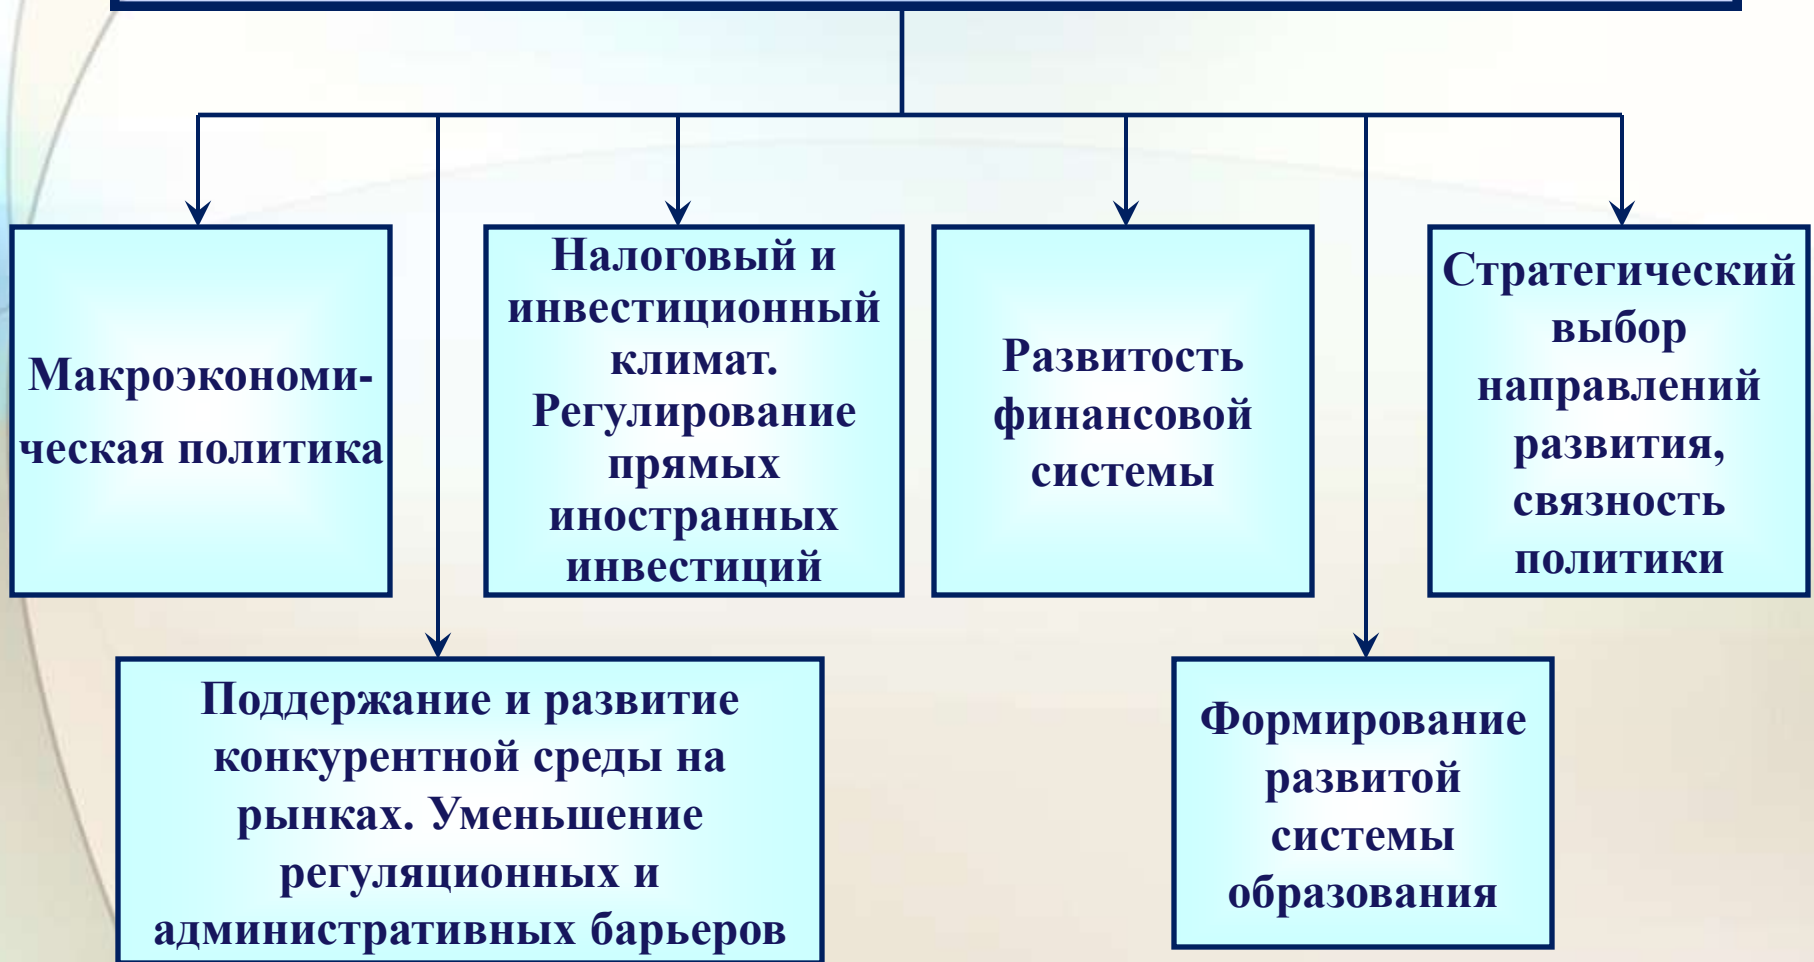 Макроэкономи-
ческая политика
Налоговый и
инвестиционный
климат.
Регулирование
прямых
иностранных
инвестиций
Развитость
финансовой
системы
Стратегический
выбор
направлений
развития,
связность
политики
Поддержание и развитие
конкурентной среды на
рынках. Уменьшение
регуляционных и
административных барьеров
Формирование
развитой
системы
образования